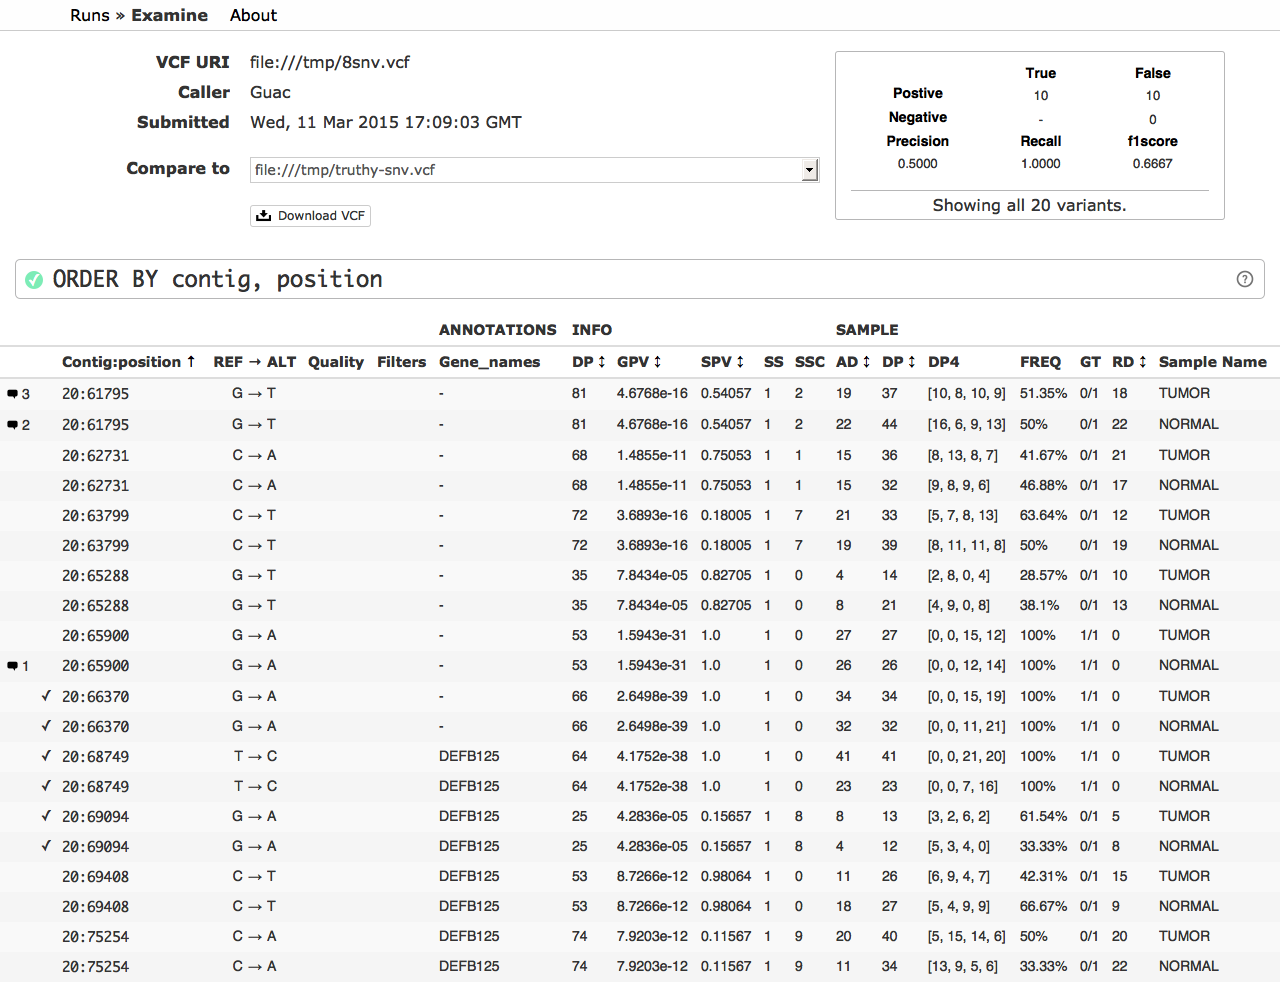 Runs » Examine About
VCF URI file:///tmp/8snv.vcf
Caller Guac
Submitted Wed, 11 Mar 2015 17:09:03 GMT
Compare to file:///tmp/truthy-snv.vcf
Download VCF
True False
Postive 10 10
Negative - 0
Precision Recall f1score
0.5000 1.0000 0.6667
Showing all 20 variants.
ORDER BY contig, position ?
ANNOTATIONS INFO SAMPLE
Contig:position ↑ REF → ALT Quality Filters Gene_names DP ↕ GPV ↕ SPV ↕ SS SSC AD ↕ DP ↕ DP4 FREQ GT RD ↕ Sample Name
3 20:61795 G → T - 81 4.6768e-16 0.54057 1 2 19 37 [10, 8, 10, 9] 51.35% 0/1 18 TUMOR
2 20:61795 G → T - 81 4.6768e-16 0.54057 1 2 22 44 [16, 6, 9, 13] 50% 0/1 22 NORMAL
20:62731 C → A - 68 1.4855e-11 0.75053 1 1 15 36 [8, 13, 8, 7] 41.67% 0/1 21 TUMOR
20:62731 C → A - 68 1.4855e-11 0.75053 1 1 15 32 [9, 8, 9, 6] 46.88% 0/1 17 NORMAL
20:63799 C → T - 72 3.6893e-16 0.18005 1 7 21 33 [5, 7, 8, 13] 63.64% 0/1 12 TUMOR
20:63799 C → T - 72 3.6893e-16 0.18005 1 7 19 39 [8, 11, 11, 8] 50% 0/1 19 NORMAL
20:65288 G → T - 35 7.8434e-05 0.82705 1 0 4 14 [2, 8, 0, 4] 28.57% 0/1 10 TUMOR
20:65288 G → T - 35 7.8434e-05 0.82705 1 0 8 21 [4, 9, 0, 8] 38.1% 0/1 13 NORMAL
20:65900 G → A - 53 1.5943e-31 1.0 1 0 27 27 [0, 0, 15, 12] 100% 1/1 0 TUMOR
1 20:65900 G → A - 53 1.5943e-31 1.0 1 0 26 26 [0, 0, 12, 14] 100% 1/1 0 NORMAL
✓ 20:66370 G → A - 66 2.6498e-39 1.0 1 0 34 34 [0, 0, 15, 19] 100% 1/1 0 TUMOR
✓ 20:66370 G → A - 66 2.6498e-39 1.0 1 0 32 32 [0, 0, 11, 21] 100% 1/1 0 NORMAL
✓ 20:68749 T → C DEFB125 64 4.1752e-38 1.0 1 0 41 41 [0, 0, 21, 20] 100% 1/1 0 TUMOR
✓ 20:68749 T → C DEFB125 64 4.1752e-38 1.0 1 0 23 23 [0, 0, 7, 16] 100% 1/1 0 NORMAL
✓ 20:69094 G → A DEFB125 25 4.2836e-05 0.15657 1 8 8 13 [3, 2, 6, 2] 61.54% 0/1 5 TUMOR
✓ 20:69094 G → A DEFB125 25 4.2836e-05 0.15657 1 8 4 12 [5, 3, 4, 0] 33.33% 0/1 8 NORMAL
20:69408 C → T DEFB125 53 8.7266e-12 0.98064 1 0 11 26 [6, 9, 4, 7] 42.31% 0/1 15 TUMOR
20:69408 C → T DEFB125 53 8.7266e-12 0.98064 1 0 18 27 [5, 4, 9, 9] 66.67% 0/1 9 NORMAL
20:75254 C → A DEFB125 74 7.9203e-12 0.11567 1 9 20 40 [5, 15, 14, 6] 50% 0/1 20 TUMOR
20:75254 C → A DEFB125 74 7.9203e-12 0.11567 1 9 11 34 [13, 9, 5, 6] 33.33% 0/1 22 NORMAL